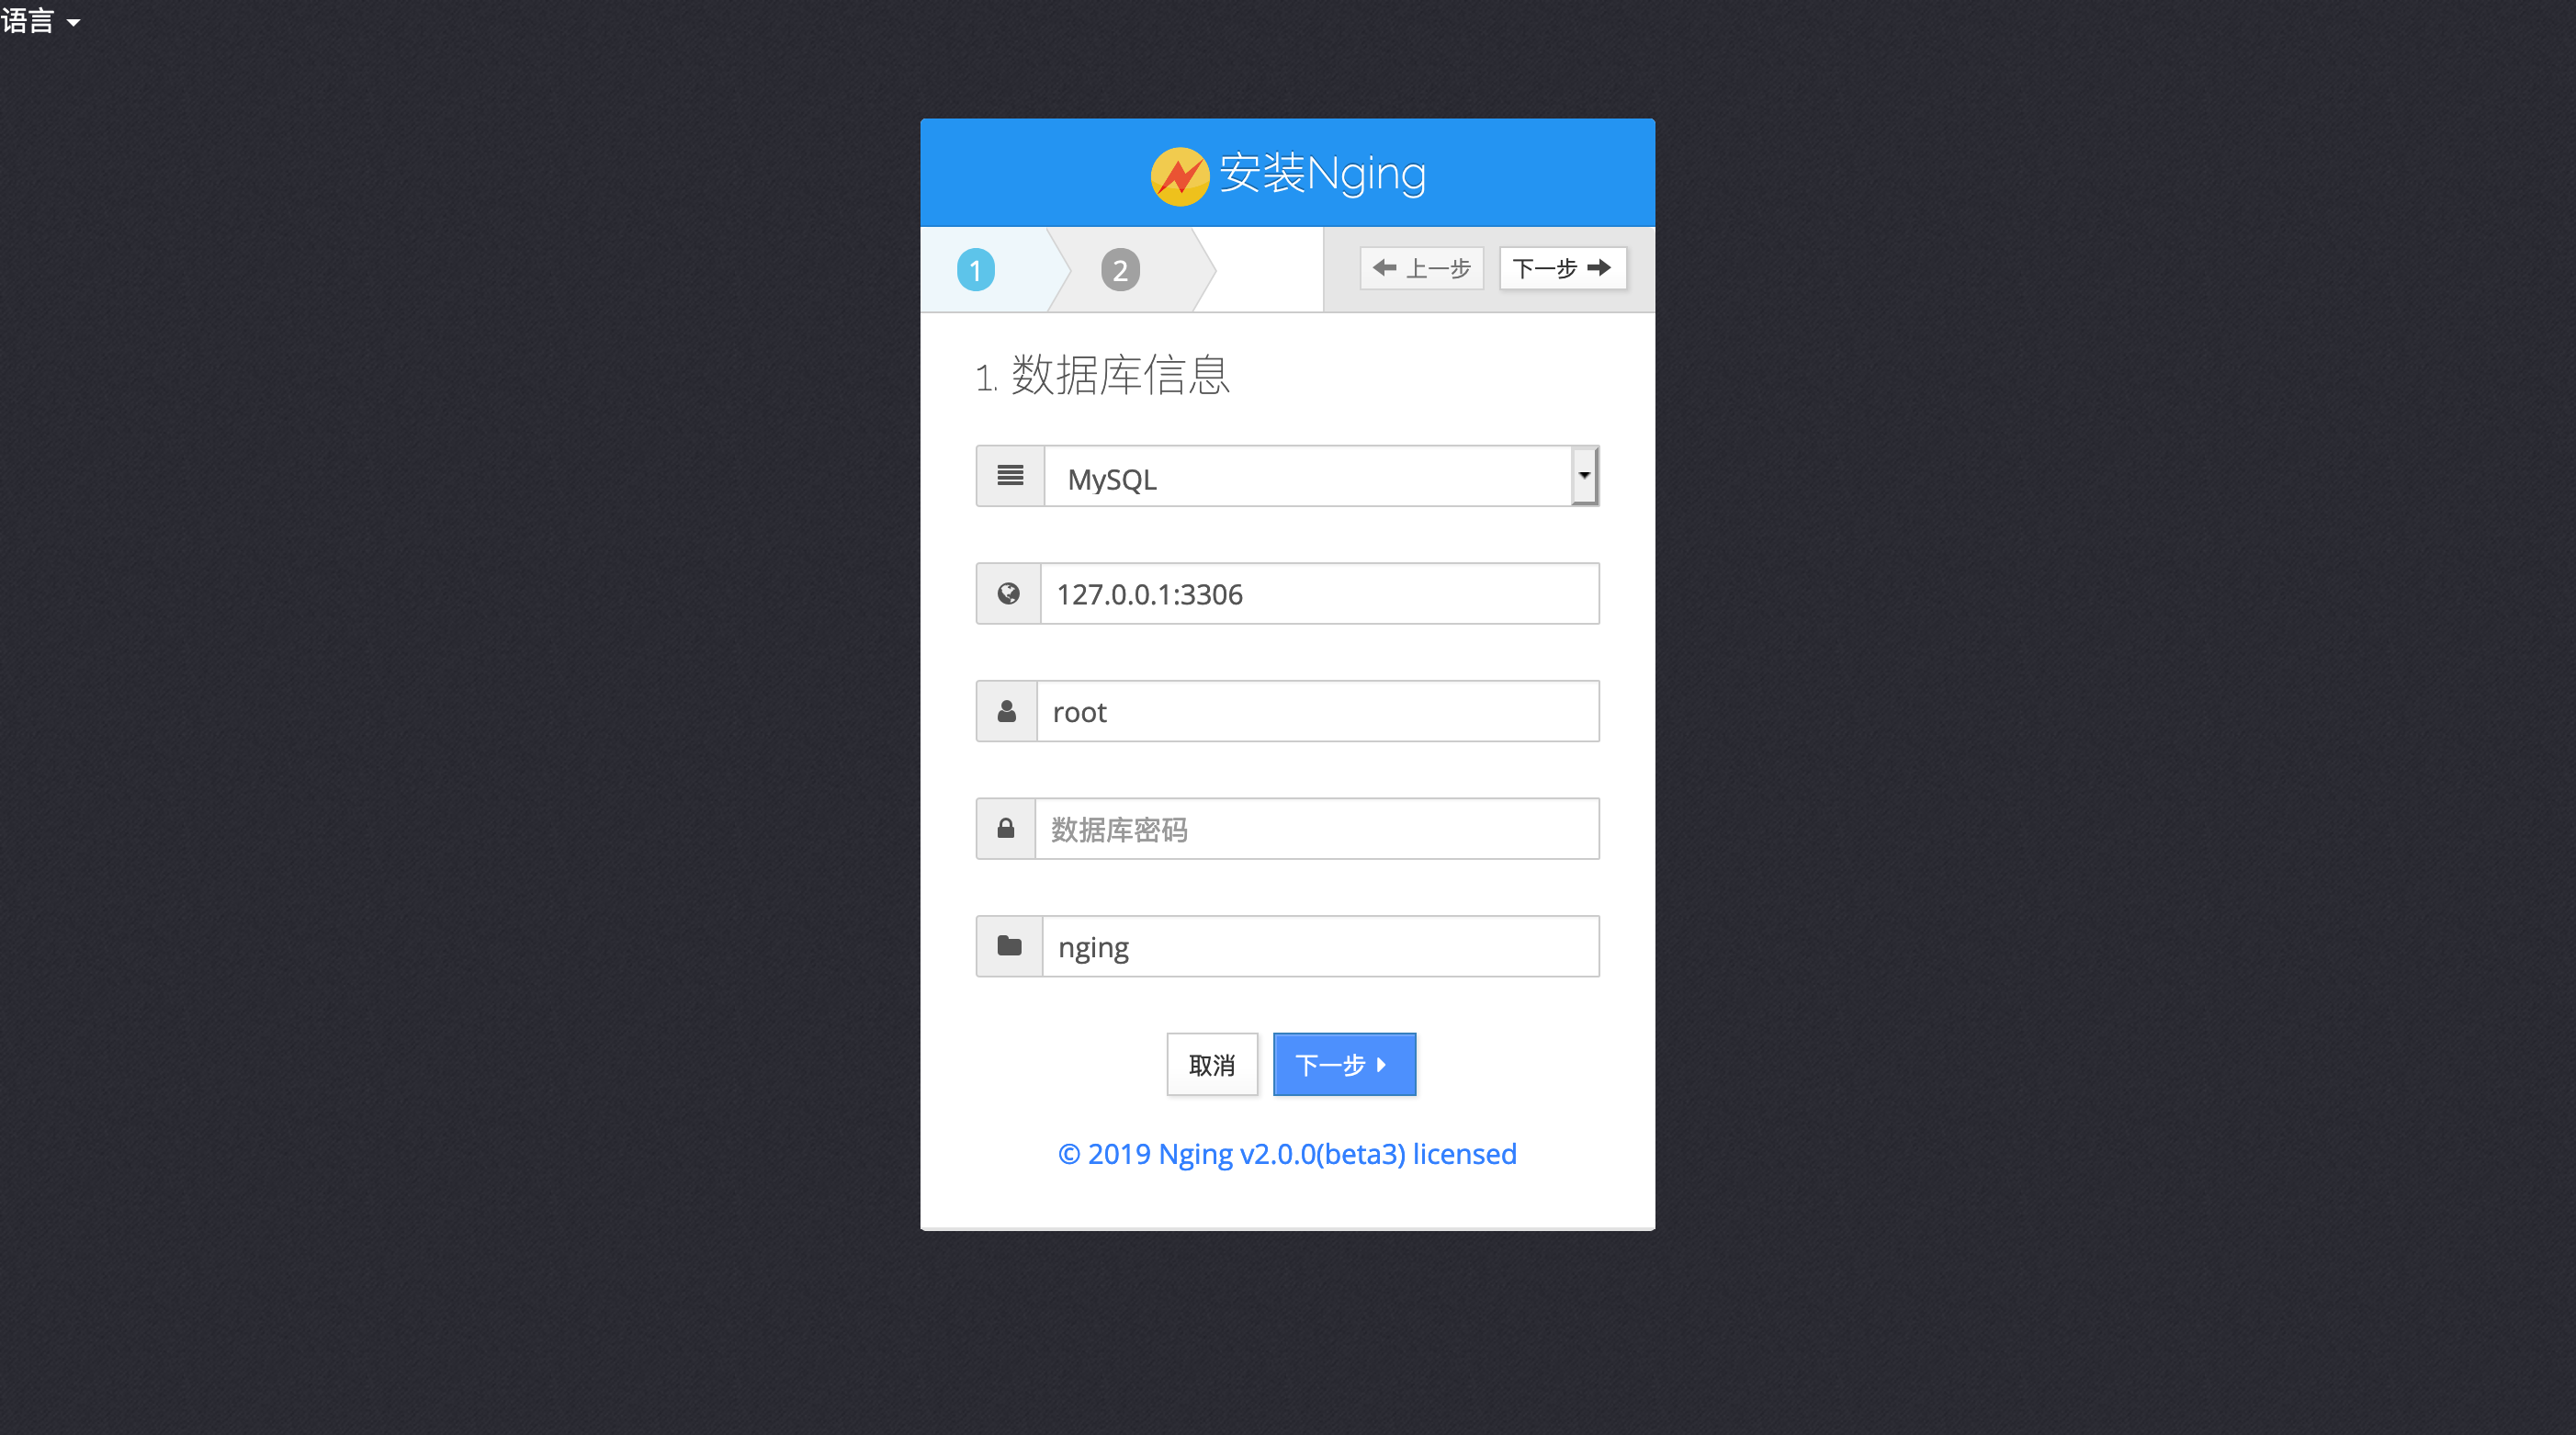 语言
安装Nging
1
2
上一步
下一步
1. 数据库信息
MySQL
127.0.0.1:3306
root
数据库密码
nging
取消
下一步
© 2019 Nging v2.0.0(beta3) licensed